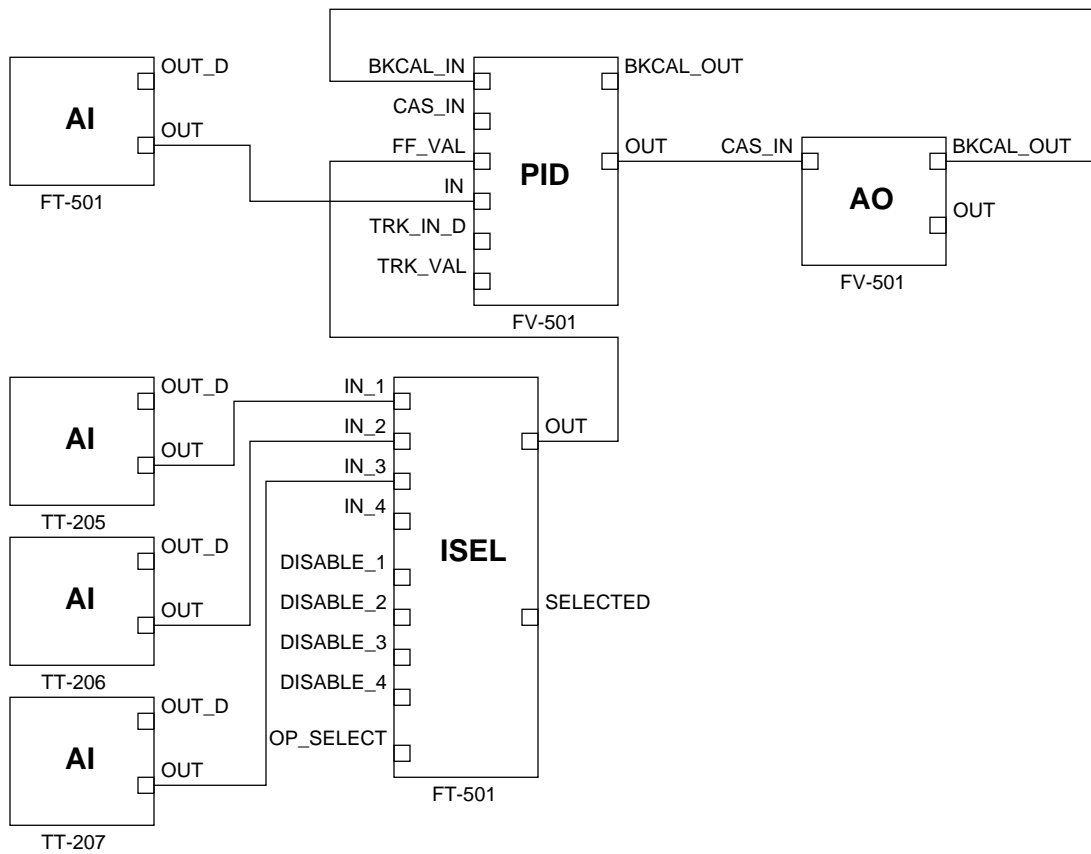 OUT_D
AI
OUT
FT-501
BKCAL_IN
CAS_IN
FF_VAL
IN
TRK_IN_D
TRK_VAL
PID
BKCAL_OUT
OUT
FV-501
CAS_IN
AO
BKCAL_OUT
OUT
FV-501
OUT_D
AI
OUT
TT-205
OUT_D
AI
OUT
TT-206
OUT_D
AI
OUT
TT-207
IN_1
IN_2
IN_3
IN_4
DISABLE_1
DISABLE_2
DISABLE_3
DISABLE_4
OP_SELECT
ISEL
OUT
SELECTED
FT-501